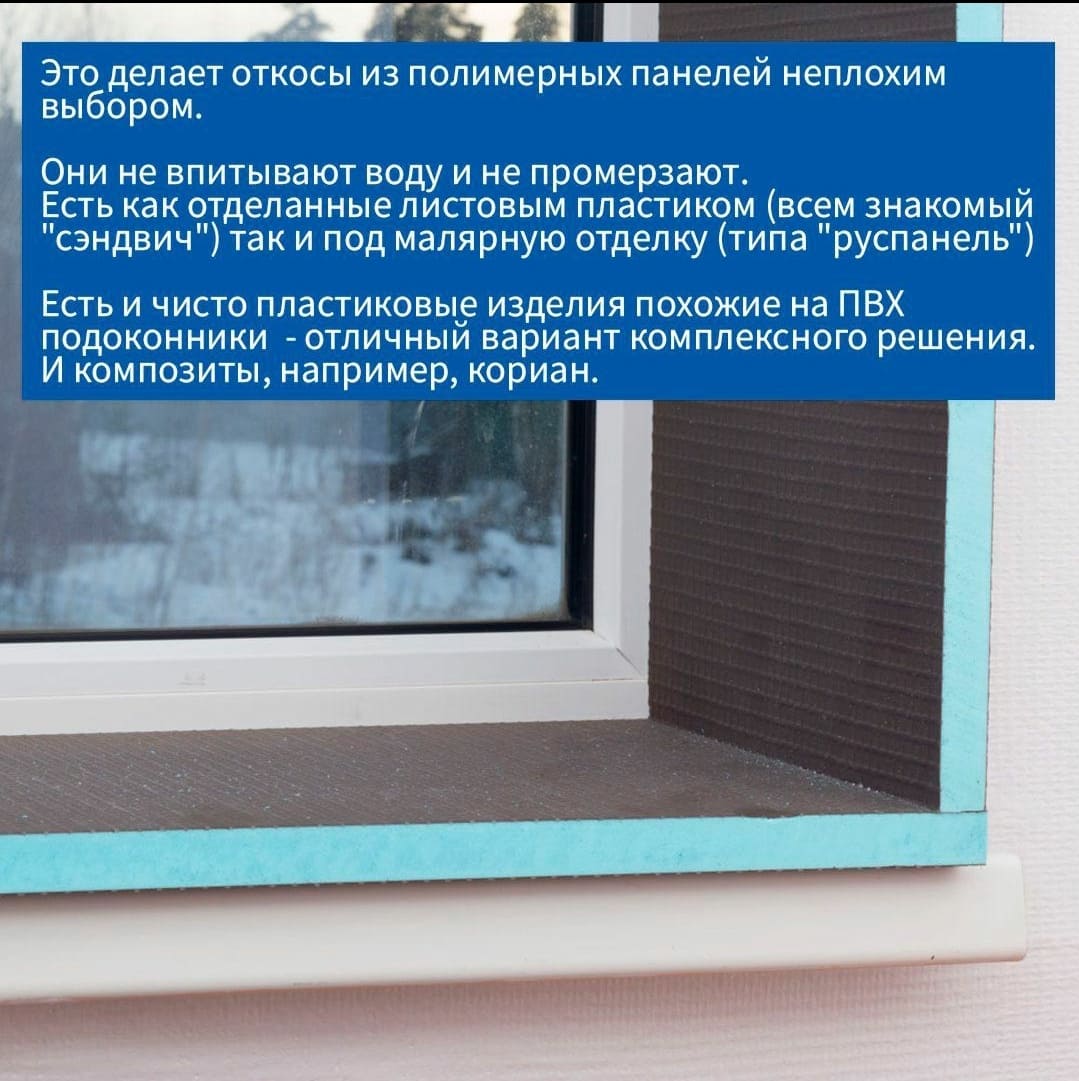 Это делает откосы из полимерных панелей неплохим
выбором.
Они не впитывают воду и не промерзают.
Есть как отделанные листовым пластиком (всем знакомый
"сэндвич") так и под малярную отделку (типа "руспанель")
Есть и чисто пластиковые изделия похожие на ПВХ
подоконники - отличный вариант комплексного решения.
И композиты, например, кориан.